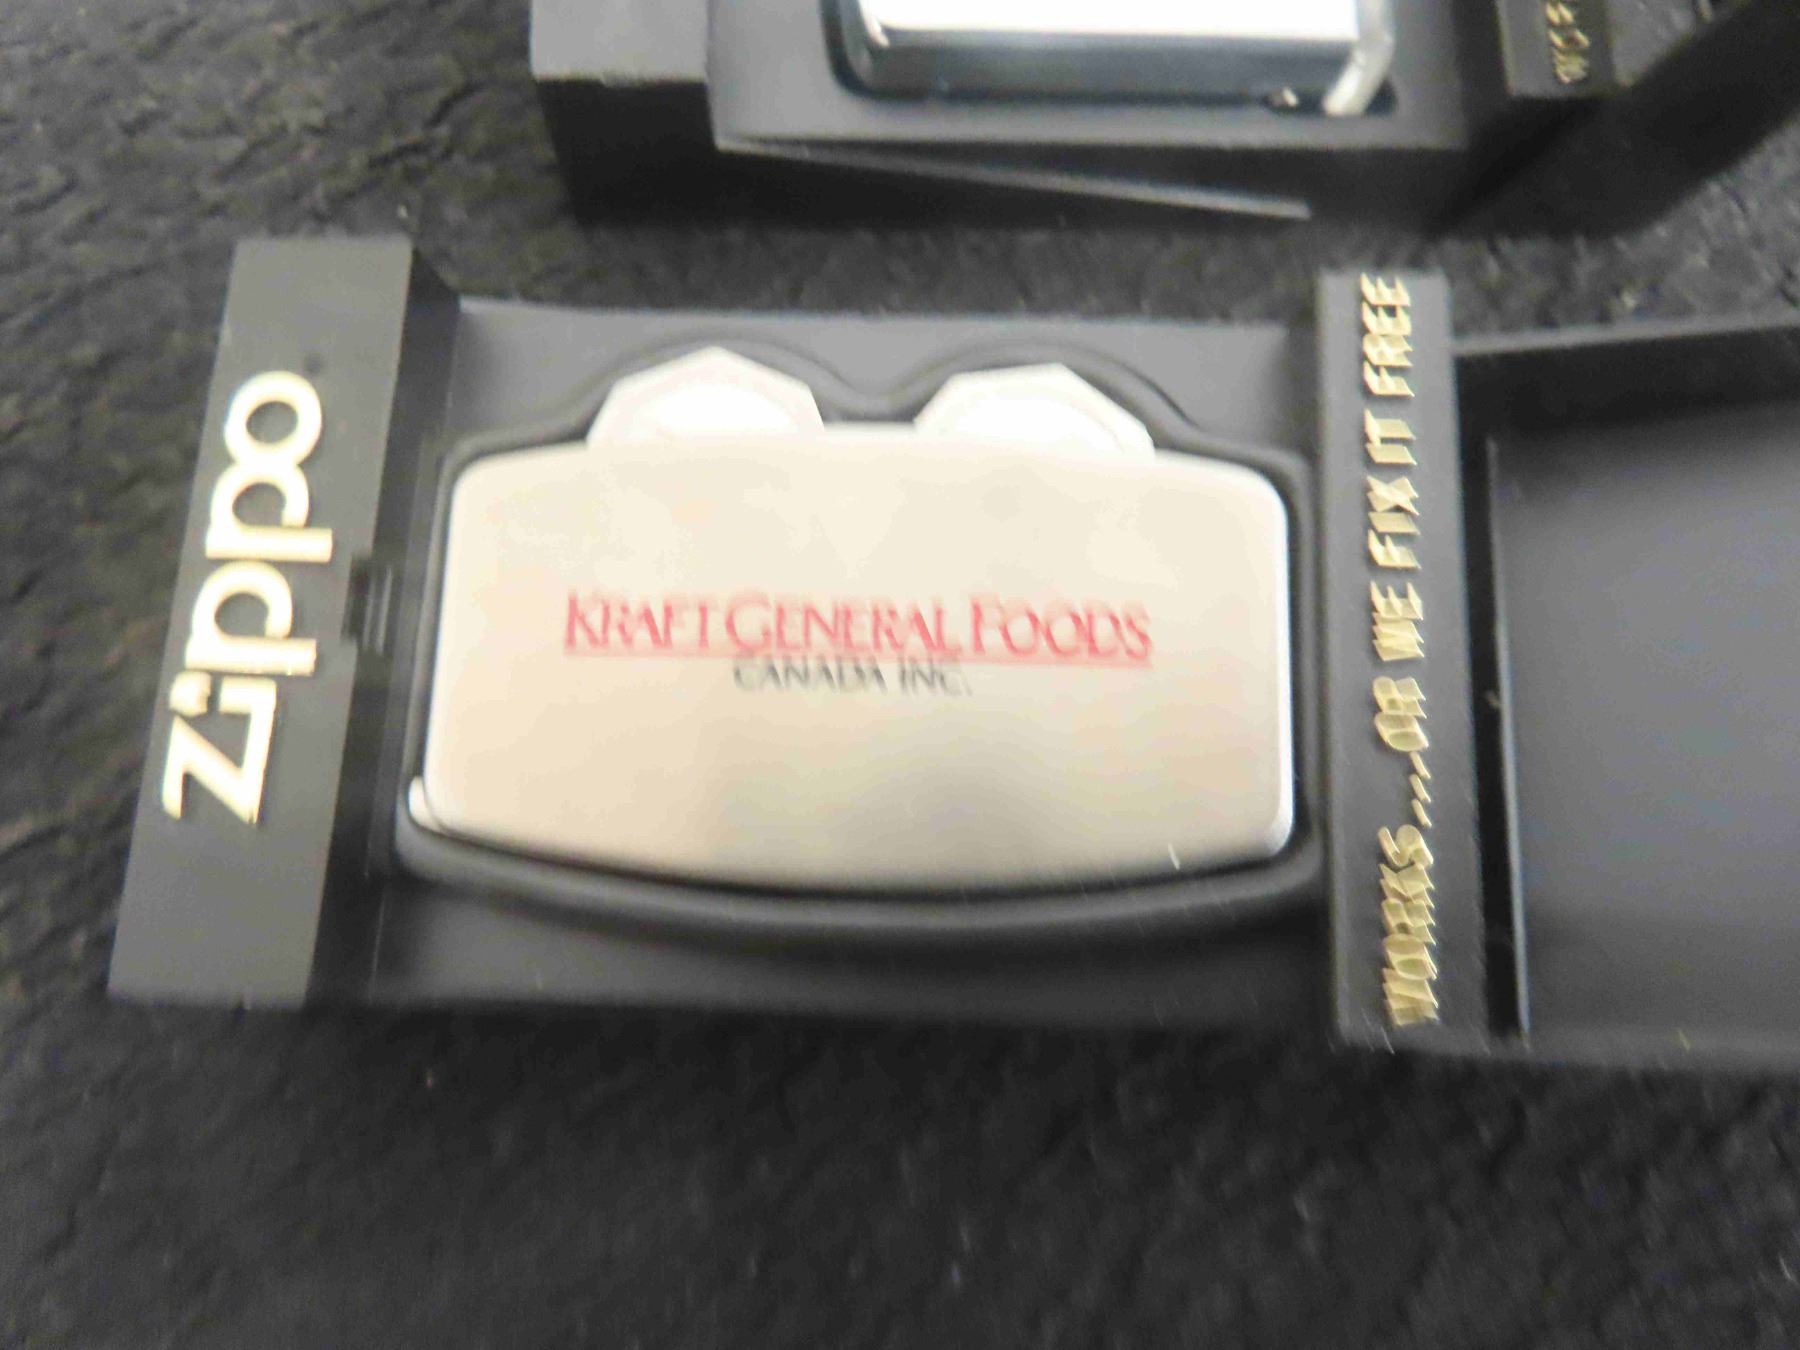 Zippo
KRAFT GENERAL FOODS
CANADA INC.
WORKS...OR WE FIX IT FREE